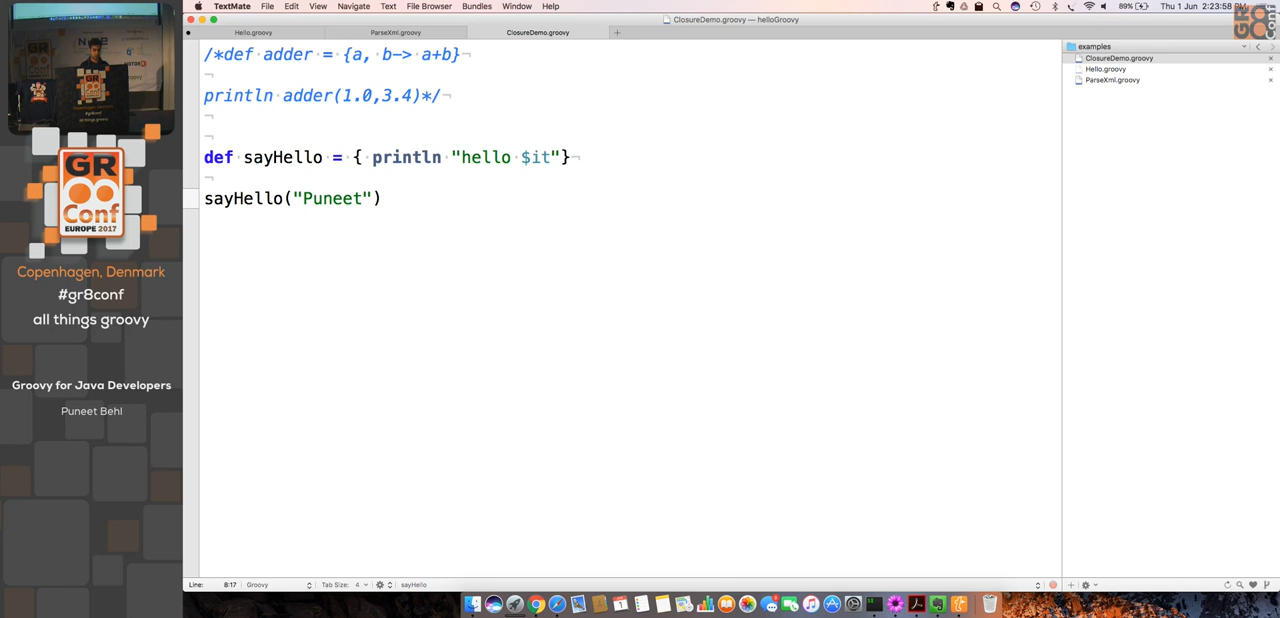 TextMate File Edit View Navigate Text File Browser Bundles Window Help
89% Thu 1 Jun 2:23:58 PM
ClosureDemo.groovy — helloGroovy
Hello.groovy ParseXml.groovy ClosureDemo.groovy
/*def adder = {a, b-> a+b}
println adder(1.0,3.4)*/
def sayHello = { println "hello $it"}
sayHello("Puneet")
examples
ClosureDemo.groovy
Hello.groovy
ParseXml.groovy
GR
Conf
EUROPE 2017
Copenhagen, Denmark
#gr8conf
all things groovy
Groovy for Java Developers
Puneet Behl
Line: 8:17 Groovy Tab Size: 4 sayHello